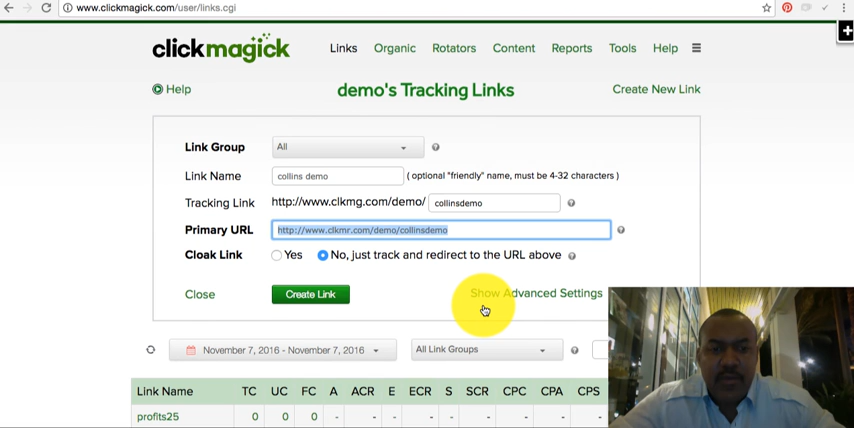 www.clickmagick.com/user/links.cgi
clickmagick Links Organic Rotators Content Reports Tools Help
Help demo's Tracking Links Create New Link
Link Group All
Link Name collins demo ( optional "friendly" name, must be 4-32 characters )
Tracking Link http://www.clkmg.com/demo/ collinsdemo
Primary URL http://www.clkmr.com/demo/collinsdemo
Cloak Link Yes No, just track and redirect to the URL above
Close Create Link Show Advanced Settings
November 7, 2016 - November 7, 2016 All Link Groups
Link Name TC UC FC A ACR E ECR S SCR CPC CPA CPS
profits25 0 0 0 - - - - - - - - -